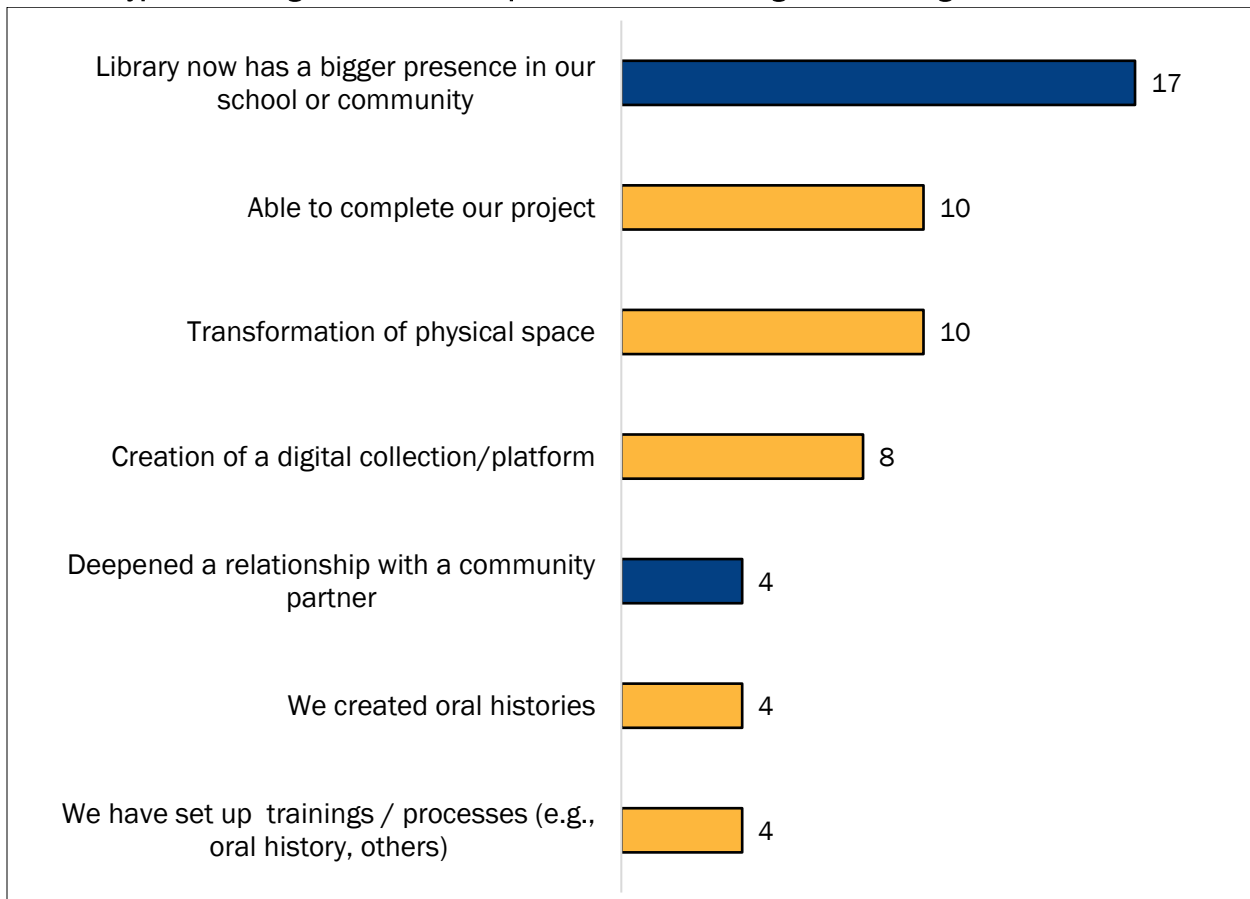 Library now has a bigger presence in our
school or community
17
Able to complete our project
10
Transformation of physical space
10
Creation of a digital collection/platform
8
Deepened a relationship with a community
partner
4
We created oral histories
4
We have set up  trainings / processes (e.g.,
oral history, others)
4